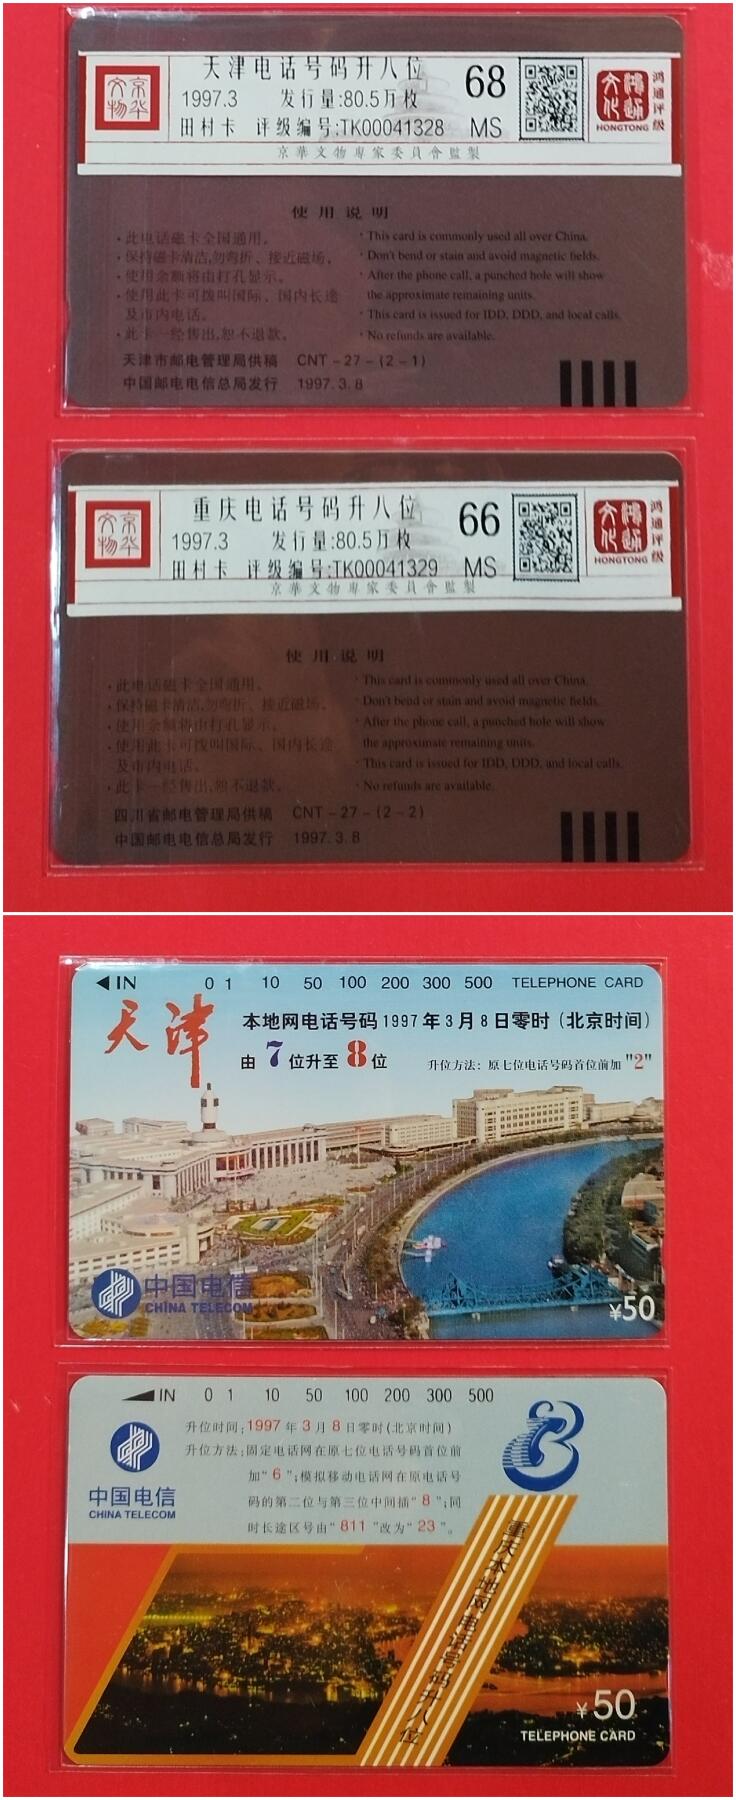 京华
文物
天津电话号码升八位
1997.3 发行量:80.5万枚
田村卡 评级编号:TK00041328
68
MS
鸿通
文化
HONGTONG
鸿通评级
京華文物專家委員會監製
使用说明
·此电话磁卡全国通用。
·保持磁卡清洁,勿弯折、接近磁场。
·使用余额将由打孔显示。
·使用此卡可拨叫国际、国内长途
及市内电话。
·此卡一经售出,恕不退款。
·This card is commonly used all over China.
·Don't bend or stain and avoid magnetic fields.
·After the phone call, a punched hole will show
the approximate remaining units.
·This card is issued for IDD, DDD, and local calls.
·No refunds are available.
天津市邮电管理局供稿 CNT-27-(2-1)
中国邮电电信总局发行 1997.3.8
京华
文物
重庆电话号码升八位
1997.3 发行量:80.5万枚
田村卡 评级编号:TK00041329
66
MS
鸿通
文化
HONGTONG
鸿通评级
京華文物專家委員會監製
使用说明
·此电话磁卡全国通用。
·保持磁卡清洁,勿弯折、接近磁场。
·使用余额将由打孔显示。
·使用此卡可拨叫国际、国内长途
及市内电话。
·此卡一经售出,恕不退款。
·This card is commonly used all over China.
·Don't bend or stain and avoid magnetic fields.
·After the phone call, a punched hole will show
the approximate remaining units.
·This card is issued for IDD, DDD, and local calls.
·No refunds are available.
四川省邮电管理局供稿 CNT-27-(2-2)
中国邮电电信总局发行 1997.3.8
IN 0 1 10 50 100 200 300 500 TELEPHONE CARD
天津
本地网电话号码1997年3月8日零时(北京时间)
由7位升至8位
升位方法:原七位电话号码首位前加"2"
中国电信
CHINA TELECOM
¥50
IN 0 1 10 50 100 200 300 500
升位时间:1997年3月8日零时(北京时间)
升位方法:固定电话网在原七位电话号码首位前
加"6";模拟移动电话网在原电话号
码的第二位与第三位中间插"8";同
时长途区号由"811"改为"23"。
中国电信
CHINA TELECOM
8
重庆本地网电话号码升八位
¥50
TELEPHONE CARD